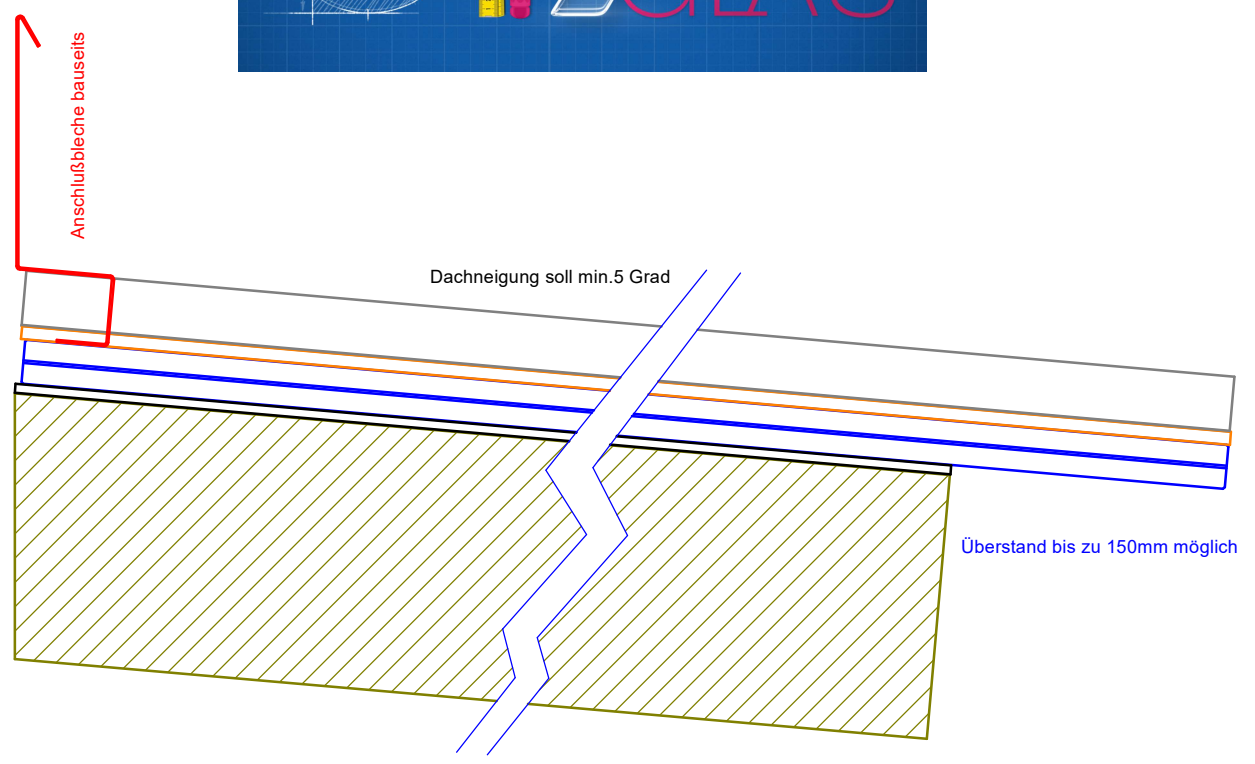 Anschlußbleche bauseits
Dachneigung soll min.5 Grad
Überstand bis zu 150mm möglich